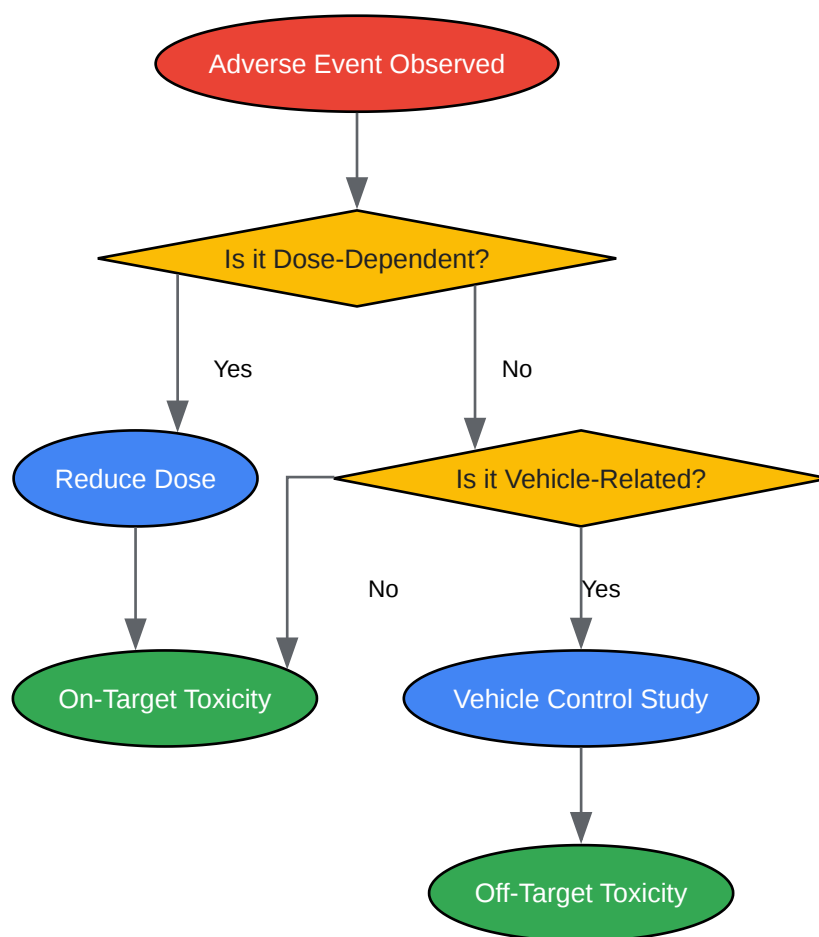 Adverse Event Observed
Is it Dose-Dependent?
Yes
No
Reduce Dose
Is it Vehicle-Related?
No
Yes
On-Target Toxicity
Vehicle Control Study
Off-Target Toxicity